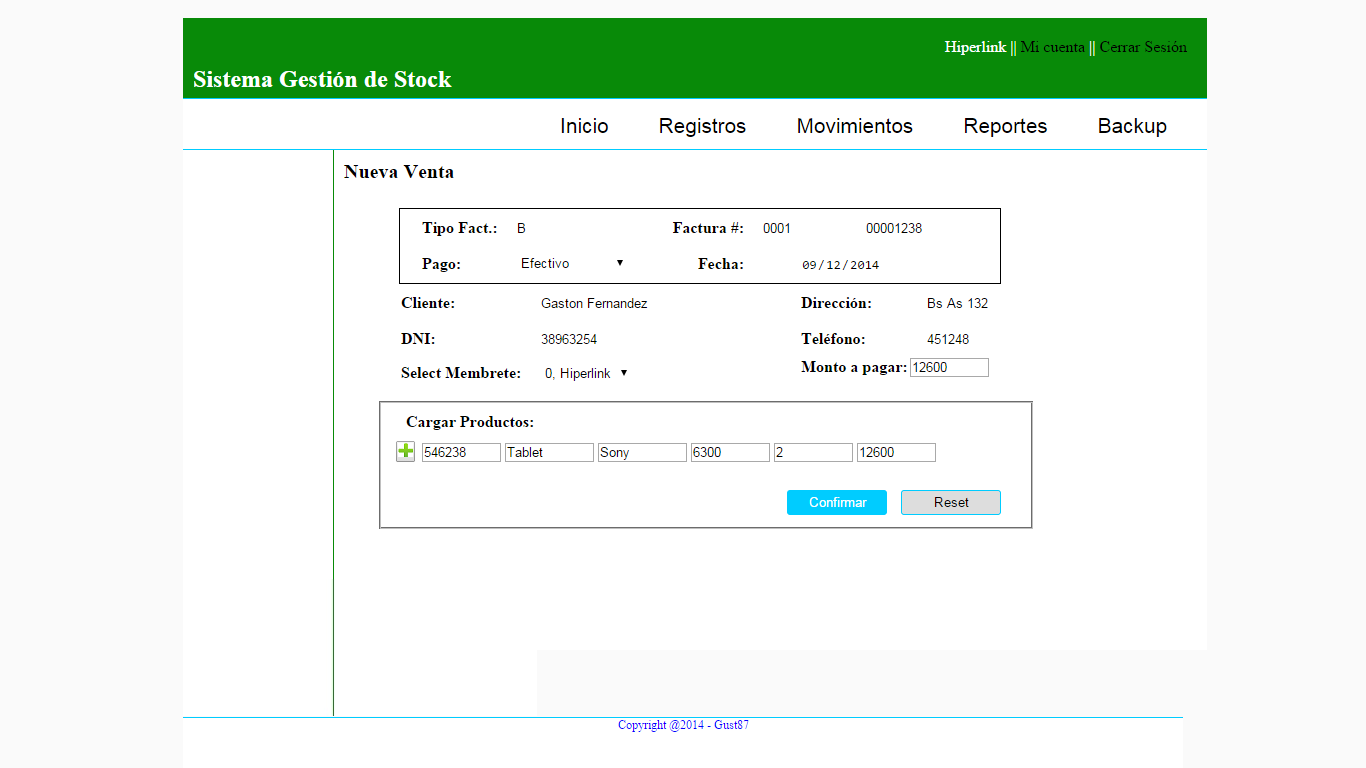 Hiperlink || Mi cuenta || Cerrar Sesión
Sistema Gestión de Stock
Inicio Registros Movimientos Reportes Backup
Nueva Venta
Tipo Fact.: B Factura #: 0001 00001238
Pago: Efectivo Fecha: 09/12/2014
Cliente: Gaston Fernandez Dirección: Bs As 132
DNI: 38963254 Teléfono: 451248
Select Membrete: 0, Hiperlink Monto a pagar: 12600
Cargar Productos:
546238 Tablet Sony 6300 2 12600
Confirmar Reset
Copyright @2014 - Gust87